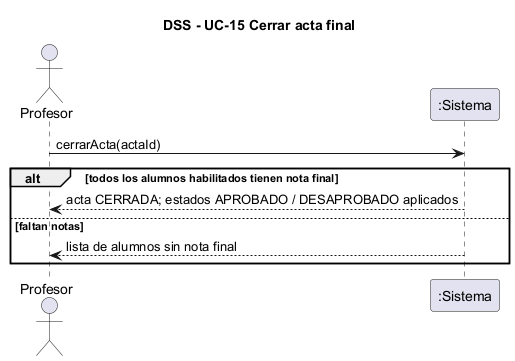 DSS - UC-15 Cerrar acta final
Profesor
:Sistema
cerrarActa(actaId)
alt [todos los alumnos habilitados tienen nota final]
acta CERRADA; estados APROBADO / DESAPROBADO aplicados
[faltan notas]
lista de alumnos sin nota final
Profesor
:Sistema